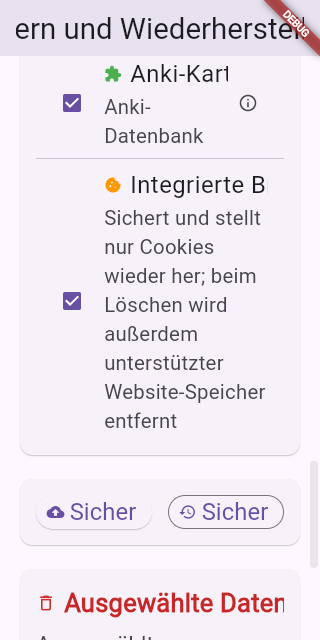 ern und Wiederherstel
DEBUG
Anki-Kart
Anki-
Datenbank
Integrierte B
Sichert und stellt
nur Cookies
wieder her; beim
Löschen wird
außerdem
unterstützter
Website-Speicher
entfernt
Sicher
Sicher
Ausgewählte Daten